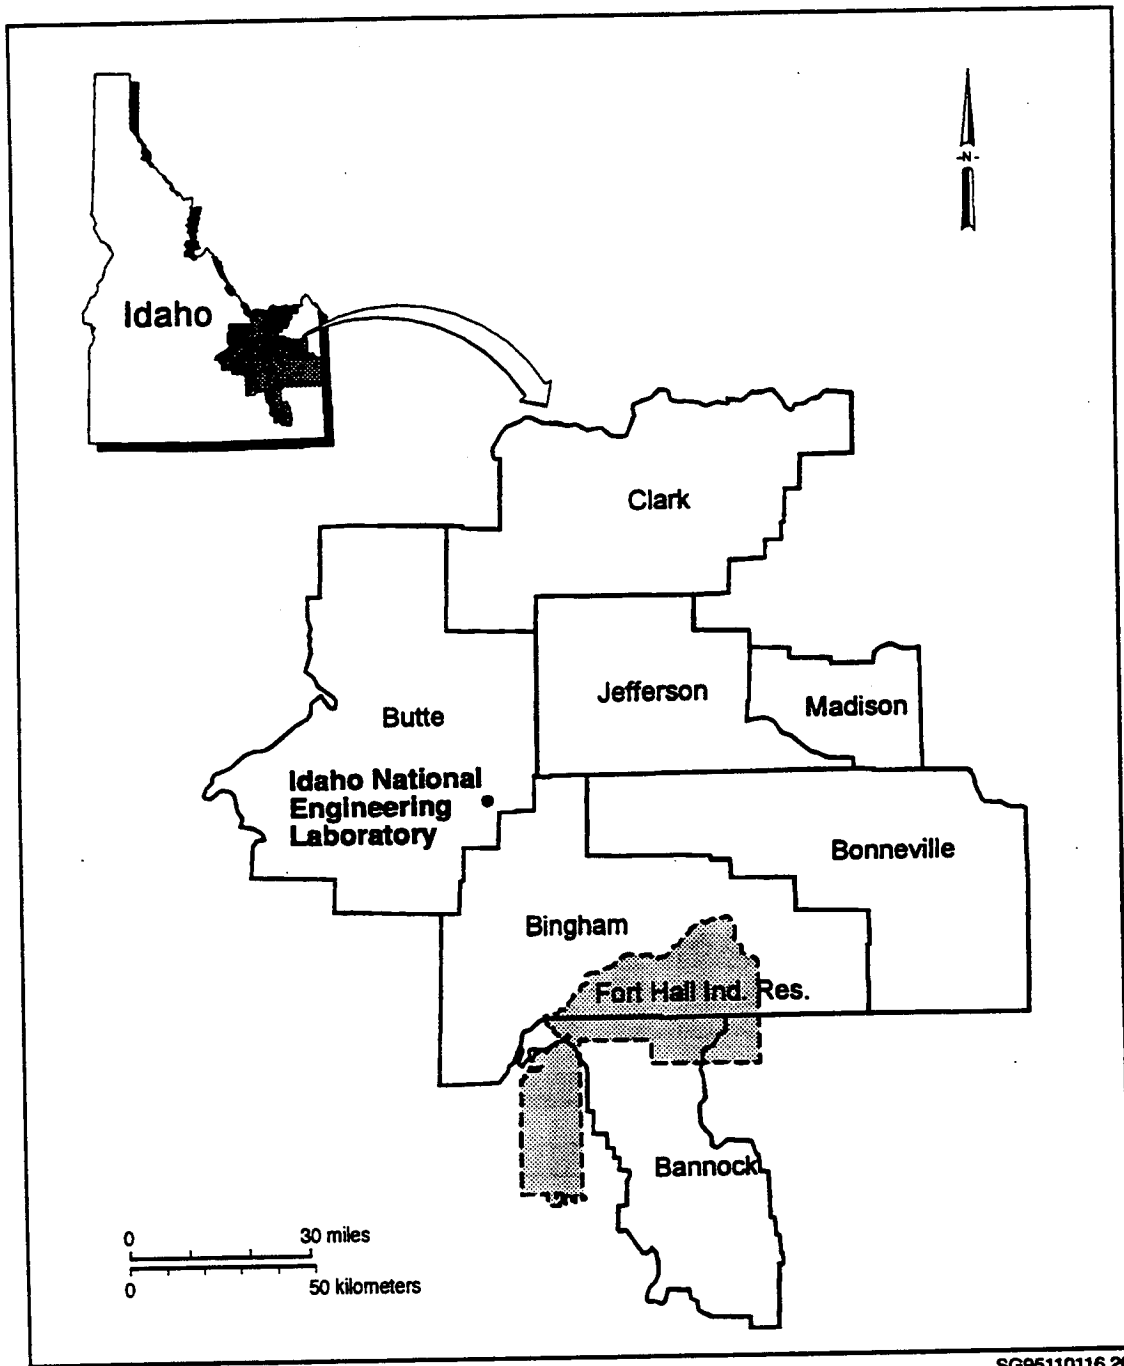 N
Idaho
Clark
Jefferson
Madison
Butte
Idaho National
Engineering
Laboratory
Bonneville
Bingham
Fort Hall Ind. Res.
Bannock
0 30 miles
0 50 kilometers